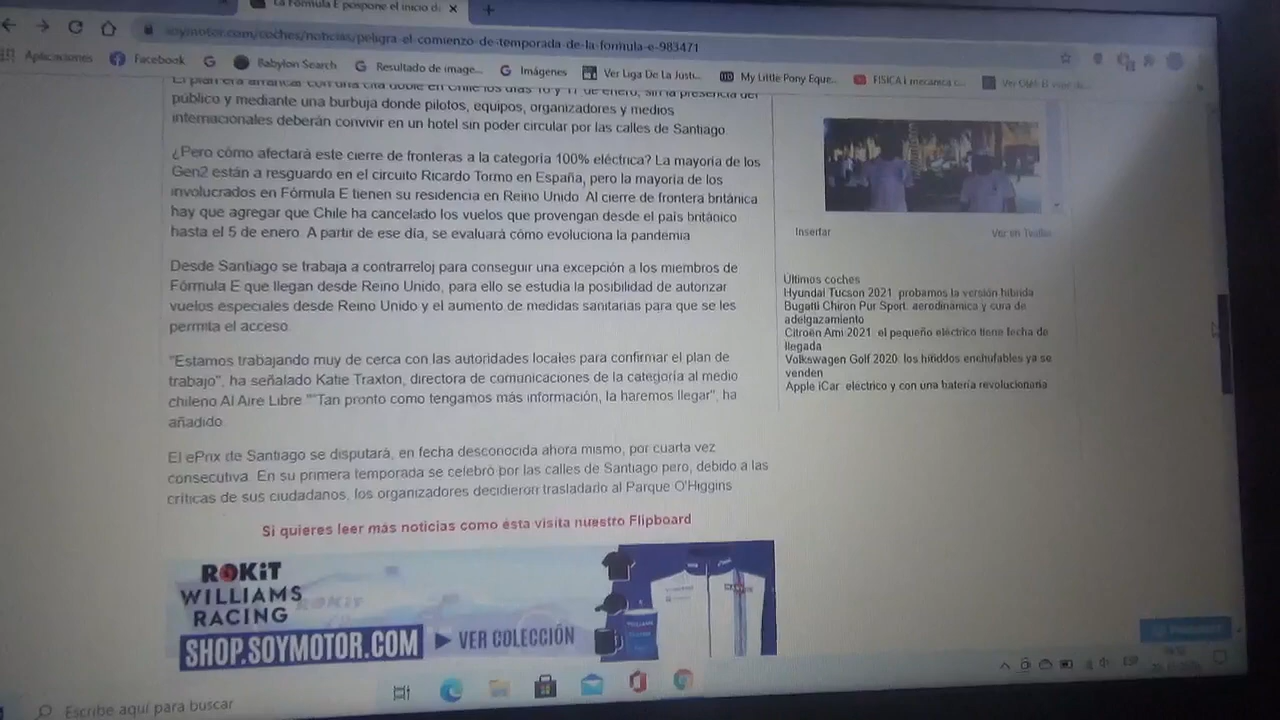 La Fórmula E pospone el inicio d
soymotor.com/coches/noticias/peligra-el-comienzo-de-temporada-de-la-formula-e-983471
Aplicaciones
Facebook
Babylon Search
Resultado de image...
Imágenes
Ver Liga De La Justi...
My Little Pony Eque...
El plan era arrancar con una cita doble en Chile los días 16 y 17 de enero, sin la presencia del
público y mediante una burbuja donde pilotos, equipos, organizadores y medios
internacionales deberán convivir en un hotel sin poder circular por las calles de Santiago
¿Pero cómo afectará este cierre de fronteras a la categoría 100% eléctrica? La mayoría de los
Gen2 están a resguardo en el circuito Ricardo Tormo en España, pero la mayoría de los
involucrados en Fórmula E tienen su residencia en Reino Unido. Al cierre de frontera británica
hay que agregar que Chile ha cancelado los vuelos que provengan desde el país británico
hasta el 5 de enero. A partir de ese día, se evaluará cómo evoluciona la pandemia
Desde Santiago se trabaja a contrarreloj para conseguir una excepción a los miembros de
Fórmula E que llegan desde Reino Unido, para ello se estudia la posibilidad de autorizar
vuelos especiales desde Reino Unido y el aumento de medidas sanitarias para que se les
permita el acceso.
"Estamos trabajando muy de cerca con las autoridades locales para confirmar el plan de
trabajo", ha señalado Katie Traxton, directora de comunicaciones de la categoría al medio
chileno Al Aire Libre ""Tan pronto como tengamos más información, la haremos llegar", ha
añadido
El ePrix de Santiago se disputará, en fecha desconocida ahora mismo, por cuarta vez
consecutiva. En su primera temporada se celebró por las calles de Santiago pero, debido a las
críticas de sus ciudadanos, los organizadores decidieron trasladarlo al Parque O'Higgins
Si quieres leer más noticias como ésta visita nuestro Flipboard
ROKiT
WILLIAMS
RACING
SHOP.SOYMOTOR.COM
VER COLECCIÓN
Insertar
Ver en Twitter
Últimos coches
Hyundai Tucson 2021: probamos la versión híbrida
Bugatti Chiron Pur Sport: aerodinámica y cura de
adelgazamiento
Citroën Ami 2021: el pequeño eléctrico tiene fecha de
llegada
Volkswagen Golf 2020: los híbridos enchufables ya se
venden
Apple iCar: eléctrico y con una batería revolucionaria
Escribe aquí para buscar
ESP